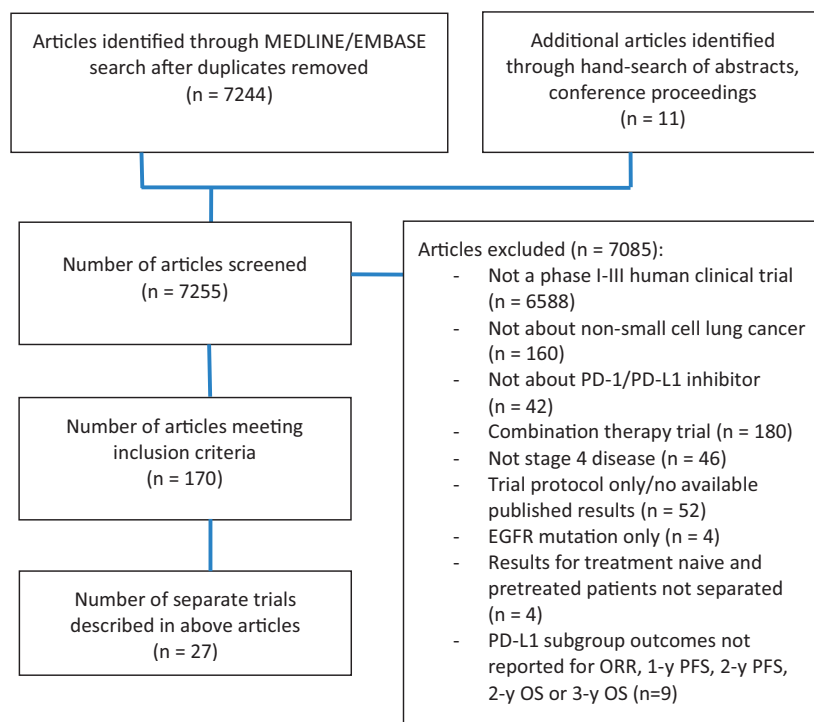 Articles identified through MEDLINE/EMBASE
search after duplicates removed
(n = 7244)
Additional articles identified
through hand-search of abstracts,
conference proceedings
(n = 11)
Number of articles screened
(n = 7255)
Articles excluded (n = 7085):
- Not a phase I-III human clinical trial
(n = 6588)
- Not about non-small cell lung cancer
(n = 160)
- Not about PD-1/PD-L1 inhibitor
(n = 42)
- Combination therapy trial (n = 180)
- Not stage 4 disease (n = 46)
- Trial protocol only/no available
published results (n = 52)
- EGFR mutation only (n = 4)
- Results for treatment naive and
pretreated patients not separated
(n = 4)
- PD-L1 subgroup outcomes not
reported for ORR, 1-y PFS, 2-y PFS,
2-y OS or 3-y OS (n=9)
Number of articles meeting
inclusion criteria
(n = 170)
Number of separate trials
described in above articles
(n = 27)